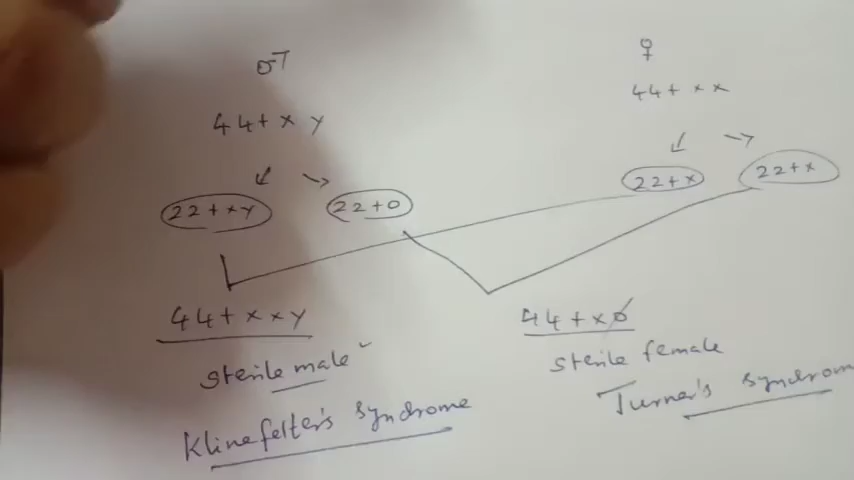 ♂ ♀
44+xy 44+xx
22+xy 22+0 22+x 22+x
44+xxy 44+x0
Sterile male Sterile female
Klinefelter's syndrome Turner's syndrome